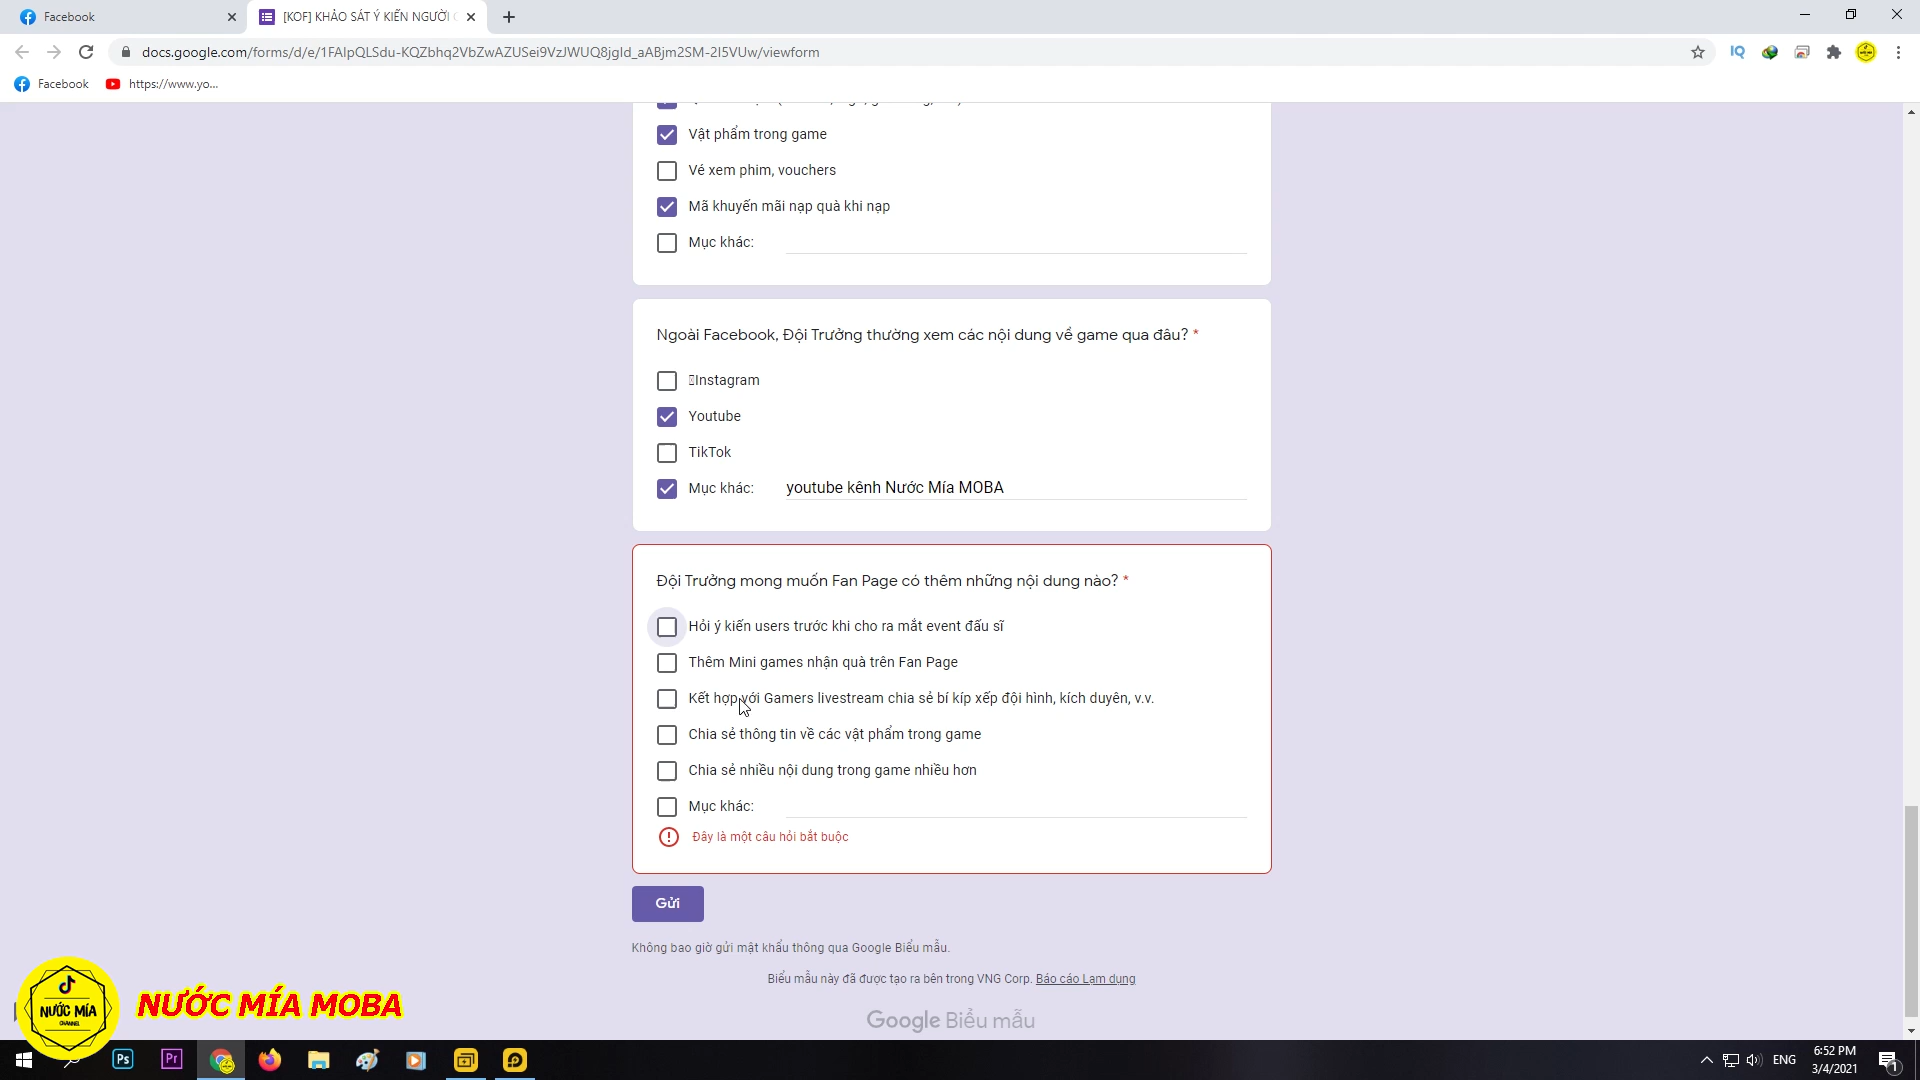 Facebook
[KOF] KHẢO SÁT Ý KIẾN NGƯỜI
docs.google.com/forms/d/e/1FAIpQLSdu-KQZbhq2VbZwAZUSei9VzJWUQ8jgId_aABjm2SM-2I5VUw/viewform
Facebook
https://www.yo...
Vật phẩm trong game
Vé xem phim, vouchers
Mã khuyến mãi nạp quà khi nạp
Mục khác:
Ngoài Facebook, Đội Trưởng thường xem các nội dung về game qua đâu? *
Instagram
Youtube
TikTok
Mục khác: youtube kênh Nước Mía MOBA
Đội Trưởng mong muốn Fan Page có thêm những nội dung nào? *
Hỏi ý kiến users trước khi cho ra mắt event đấu sĩ
Thêm Mini games nhận quà trên Fan Page
Kết hợp với Gamers livestream chia sẻ bí kíp xếp đội hình, kích duyên, v.v.
Chia sẻ thông tin về các vật phẩm trong game
Chia sẻ nhiều nội dung trong game nhiều hơn
Mục khác:
Đây là một câu hỏi bắt buộc
Gửi
Không bao giờ gửi mật khẩu thông qua Google Biểu mẫu.
Biểu mẫu này đã được tạo ra bên trong VNG Corp. Báo cáo Lạm dụng
Google Biểu mẫu
NƯỚC MÍA
CHANNEL
NƯỚC MÍA MOBA
Ps
Pr
ENG
6:52 PM
3/4/2021
1